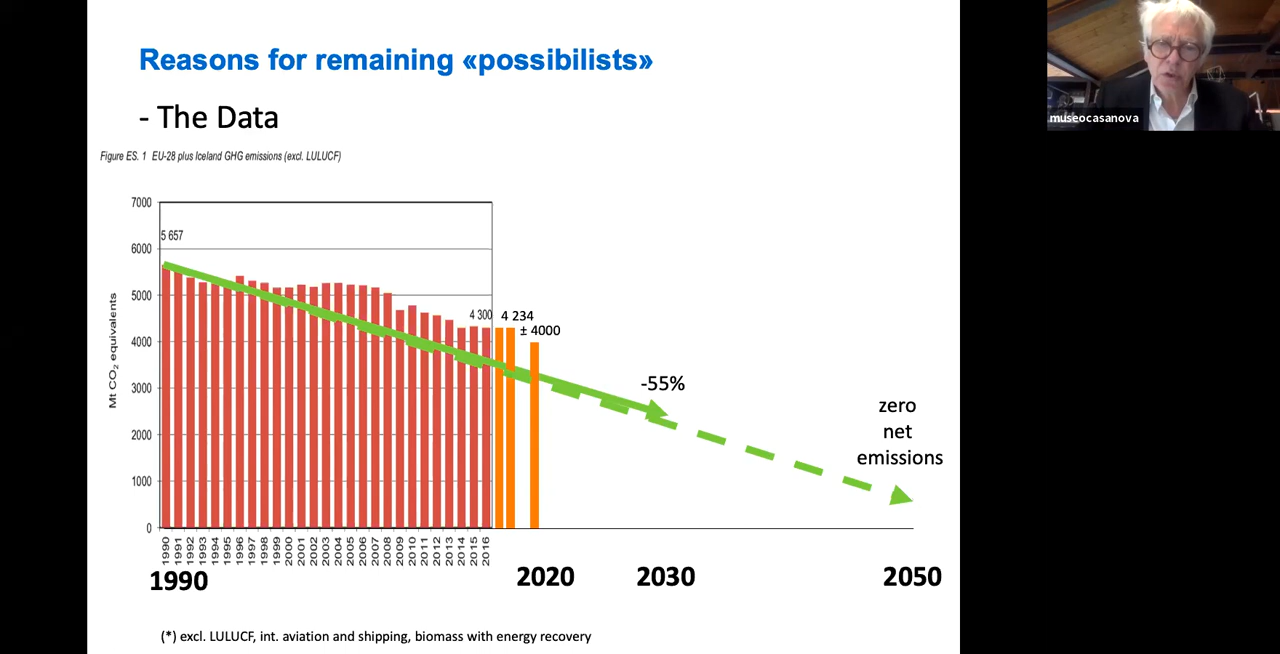 Reasons for remaining «possibilists»
- The Data
Figure ES. 1 EU-28 plus Iceland GHG emissions (excl. LULUCF)
museocasanova
Mt CO₂ equivalents
7000
6000
5000
4000
3000
2000
1000
0
5 657
4 300
4 234
± 4000
-55%
zero
net
emissions
1990 1991 1992 1993 1994 1995 1996 1997 1998 1999 2000 2001 2002 2003 2004 2005 2006 2007 2008 2009 2010 2011 2012 2013 2014 2015 2016
1990 2020 2030 2050
(*) excl. LULUCF, int. aviation and shipping, biomass with energy recovery